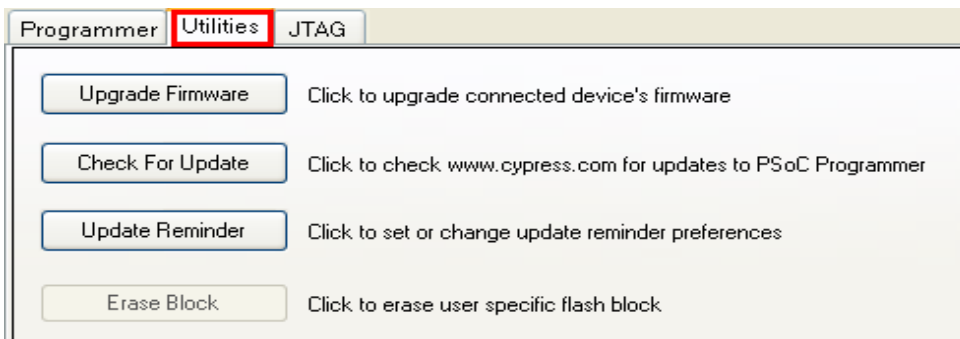 Programmer Utilities JTAG
Upgrade Firmware Click to upgrade connected device's firmware
Check For Update Click to check www.cypress.com for updates to PSoC Programmer
Update Reminder Click to set or change update reminder preferences
Erase Block Click to erase user specific flash block